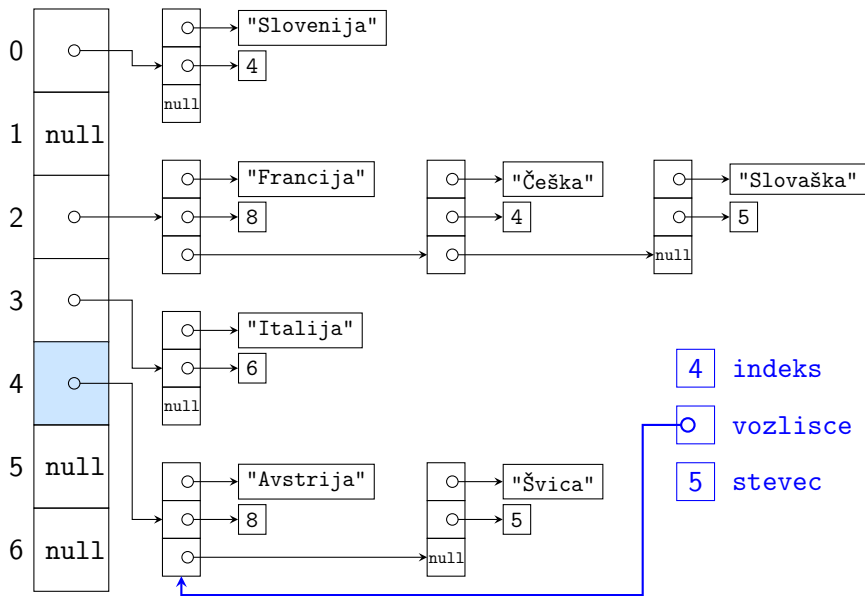 0
"Slovenija"
4
null
1 null
2
"Francija" "Češka" "Slovaška"
8 4 5
null
3
"Italija"
6
null
4
4 indeks
vozlisce
5 stevec
5 null
"Avstrija" "Švica"
8 5
null
6 null